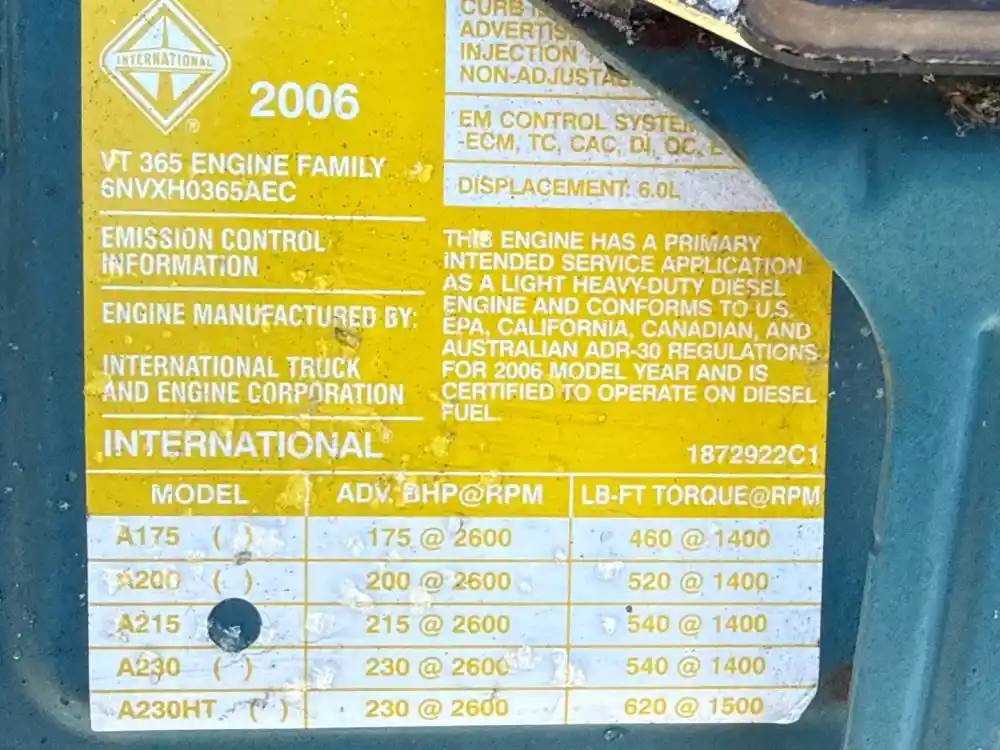 INTERNATIONAL
®
2006
VT 365 ENGINE FAMILY
6NVXH0365AEC
EMISSION CONTROL
INFORMATION
ENGINE MANUFACTURED BY:
INTERNATIONAL TRUCK
AND ENGINE CORPORATION
INTERNATIONAL®
CURB
INJECTION
EM CONTROL
-ECM, TC, CAC, DI, OC,
DISPLACEMENT: 6.0L
THIS ENGINE HAS A PRIMARY
INTENDED SERVICE APPLICATION
AS A LIGHT HEAVY-DUTY DIESEL
ENGINE AND CONFORMS TO U.S.
EPA, CALIFORNIA, CANADIAN, AND
AUSTRALIAN ADR-30 REGULATIONS
FOR 2006 MODEL YEAR AND IS
CERTIFIED TO OPERATE ON DIESEL
FUEL.
1872922C1
MODEL ADV. BHP@RPM LB-FT TORQUE@RPM
A175 ( ) 175 @ 2600 460 @ 1400
A200 ( ) 200 @ 2600 520 @ 1400
A215 215 @ 2600 540 @ 1400
A230 ( ) 230 @ 2600 540 @ 1400
A230HT ( ) 230 @ 2600 620 @ 1500